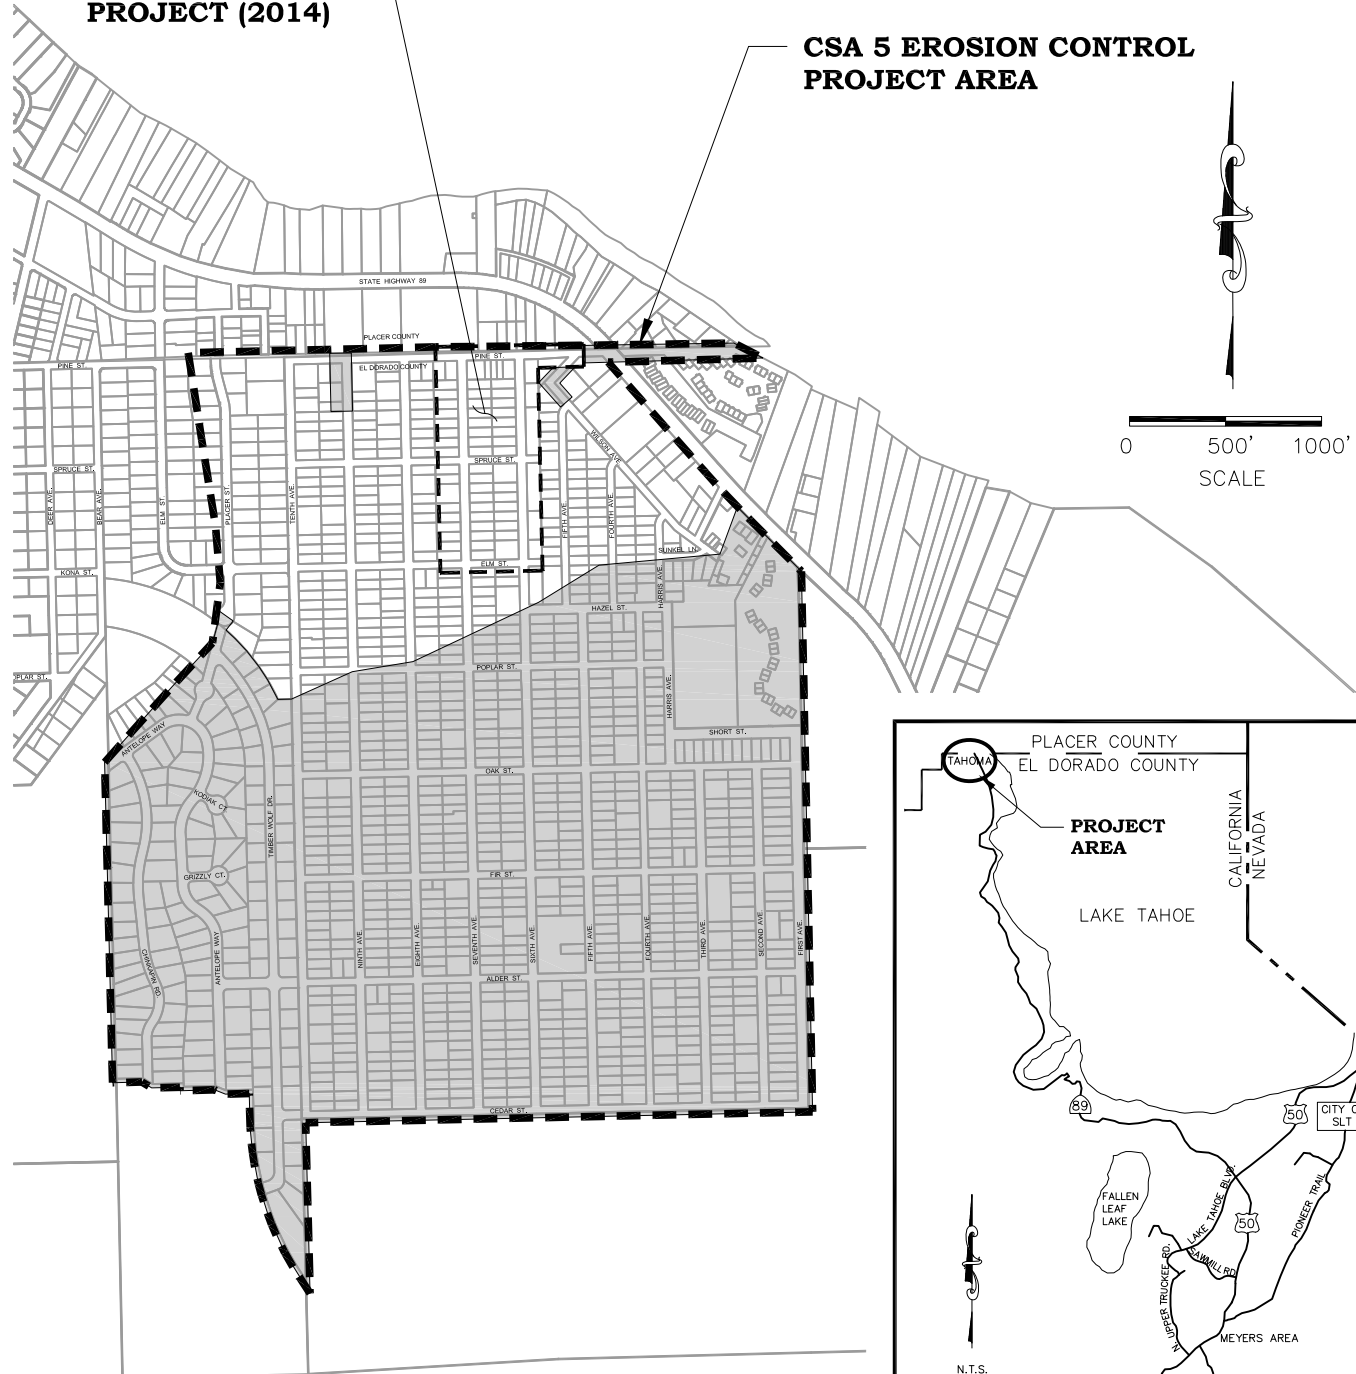 PROJECT (2014)
CSA 5 EROSION CONTROL
PROJECT AREA
0 500' 1000'
SCALE
STATE HIGHWAY 89
PLACER COUNTY
PINE ST.
EL DORADO COUNTY
PINE ST.
WILSON AVE.
SPRUCE ST.
SPRUCE ST.
DEER AVE.
BEAR AVE.
ELM ST.
PLACER ST.
TENTH AVE.
FIFTH AVE.
FOURTH AVE.
SUNKEL LN.
ELM ST.
KONA ST.
HARRIS AVE.
HAZEL ST.
POPLAR ST.
OPLAR ST.
HARRIS AVE.
SHORT ST.
ANTELOPE WAY
OAK ST.
KODIAK CT.
TIMBER WOLF DR.
GRIZZLY CT.
FIR ST.
CHINKAPIN DR.
ANTELOPE WAY
NINTH AVE.
EIGHTH AVE.
SEVENTH AVE.
SIXTH AVE.
FIFTH AVE.
FOURTH AVE.
THIRD AVE.
SECOND AVE.
FIRST AVE.
ALDER ST.
CEDAR ST.
PLACER COUNTY
TAHOMA
EL DORADO COUNTY
PROJECT
AREA
CALIFORNIA
NEVADA
LAKE TAHOE
89
50
CITY O
SLT
FALLEN
LEAF
LAKE
LAKE TAHOE BLVD.
50
PIONEER TRAIL
SAWMILL RD.
N. UPPER TRUCKEE RD.
MEYERS AREA
N.T.S.